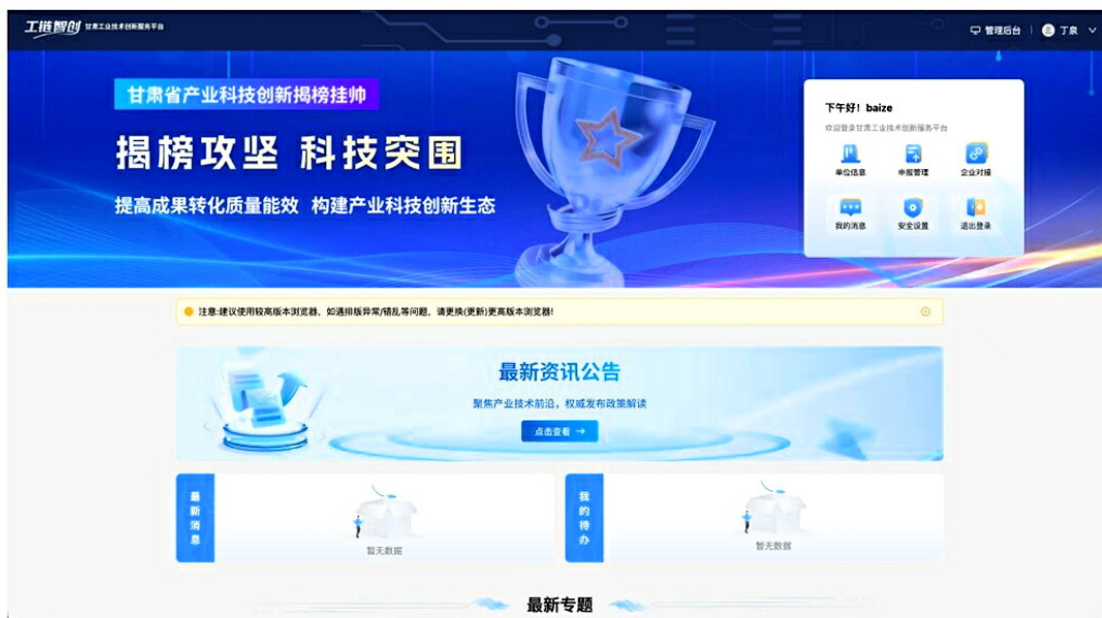 工链智创 甘肃工业技术创新服务平台
管理后台 丁泉
甘肃省产业科技创新揭榜挂帅
揭榜攻坚 科技突围
提高成果转化质量能效 构建产业科技创新生态
下午好! baize
欢迎登录甘肃工业技术创新服务平台
单位信息 申报管理 企业对接
我的消息 安全设置 退出登录
注意:建议使用较高版本浏览器, 如遇排版异常/错乱等问题, 请更换(更新)更高版本浏览器!
最新资讯公告
聚焦产业技术前沿, 权威发布政策解读
点击查看 →
最新消息
暂无数据
我的待办
暂无数据
最新专题